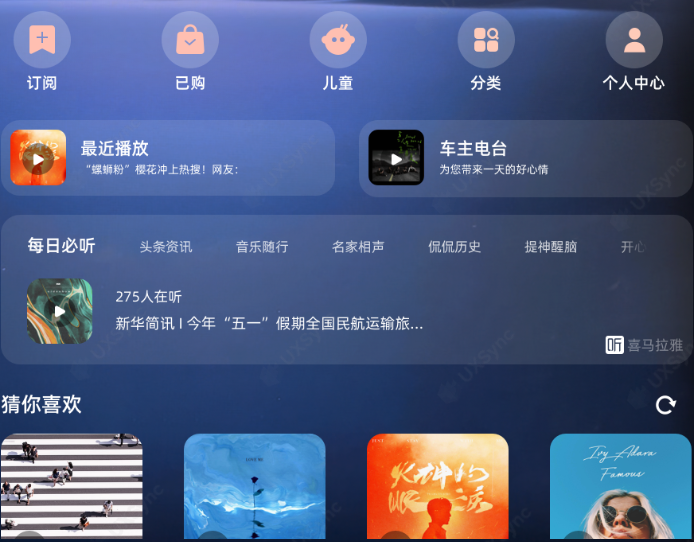 订阅
已购
儿童
分类
个人中心
最近播放
“螺蛳粉”樱花冲上热搜！网友：
车主电台
为您带来一天的好心情
每日必听
头条资讯
音乐随行
名家相声
侃侃历史
提神醒脑
开心
275人在听
新华简讯 I 今年“五一”假期全国民航运输旅...
听 喜马拉雅
猜你喜欢
LOVE ME
火神的
眼泪
Ivy Adara
Famous
UXSync